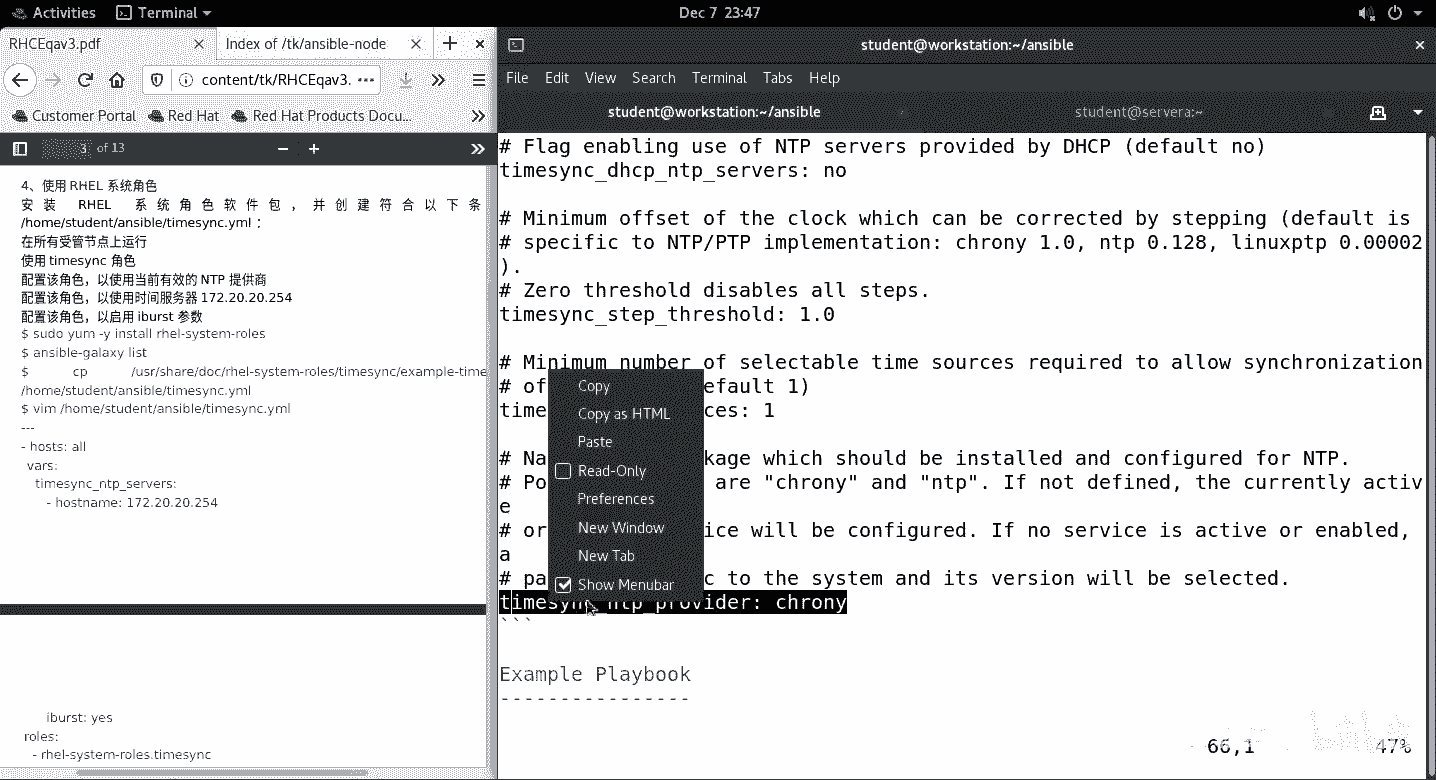 Activities
Terminal
Dec 7 23:47
RHCEqav3.pdf
Index of /tk/ansible-node
student@workstation:~/ansible
content/tk/RHCEqav3.
File Edit View Search Terminal Tabs Help
Customer Portal
Red Hat
Red Hat Products Docu...
student@workstation:~/ansible
student@servera:~
3 of 13
4、使用 RHEL 系统角色
安 装 RHEL 系 统 角 色 软 件 包 ， 并 创 建 符 合 以 下 条
/home/student/ansible/timesync.yml：
在所有受管节点上运行
使用 timesync 角色
配置该角色，以使用当前有效的 NTP 提供商
配置该角色，以使用时间服务器 172.20.20.254
配置该角色，以启用 iburst 参数
$ sudo yum -y install rhel-system-roles
$ ansible-galaxy list
$ cp /usr/share/doc/rhel-system-roles/timesync/example-time
/home/student/ansible/timesync.yml
$ vim /home/student/ansible/timesync.yml
---
- hosts: all
vars:
timesync_ntp_servers:
- hostname: 172.20.20.254
iburst: yes
roles:
- rhel-system-roles.timesync
# Flag enabling use of NTP servers provided by DHCP (default no)
timesync_dhcp_ntp_servers: no
# Minimum offset of the clock which can be corrected by stepping (default is
# specific to NTP/PTP implementation: chrony 1.0, ntp 0.128, linuxptp 0.00002
).
# Zero threshold disables all steps.
timesync_step_threshold: 1.0
# Minimum number of selectable time sources required to allow synchronization
# of efault 1)
time ces: 1
# Na kage which should be installed and configured for NTP.
# Po are "chrony" and "ntp". If not defined, the currently activ
e
# or ice will be configured. If no service is active or enabled,
a
# pa c to the system and its version will be selected.
timesync_ntp_provider: chrony
```
Example Playbook
----------------
66,1 47%
Copy
Copy as HTML
Paste
Read-Only
Preferences
New Window
New Tab
Show Menubar